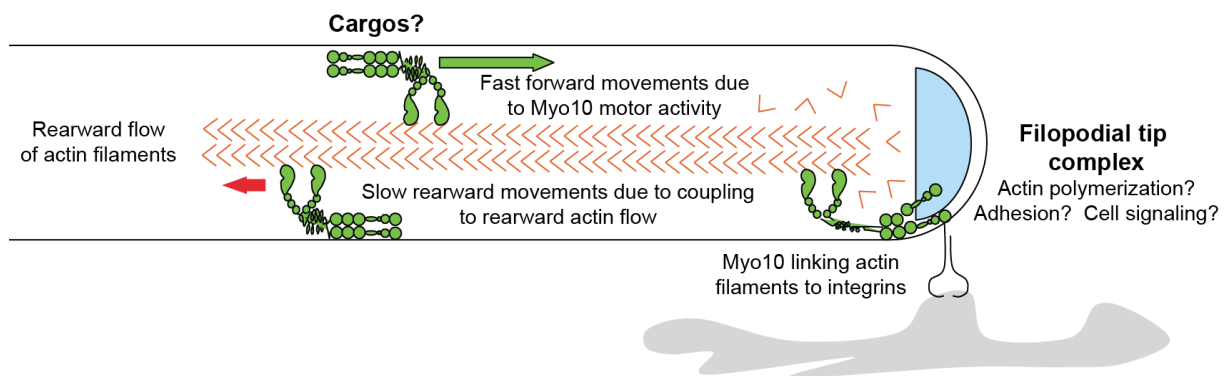 Cargos?
Fast forward movements due
to Myo10 motor activity
Rearward flow
of actin filaments
Filopodial tip
complex
Actin polymerization?
Adhesion? Cell signaling?
Slow rearward movements due to coupling
to rearward actin flow
Myo10 linking actin
filaments to integrins